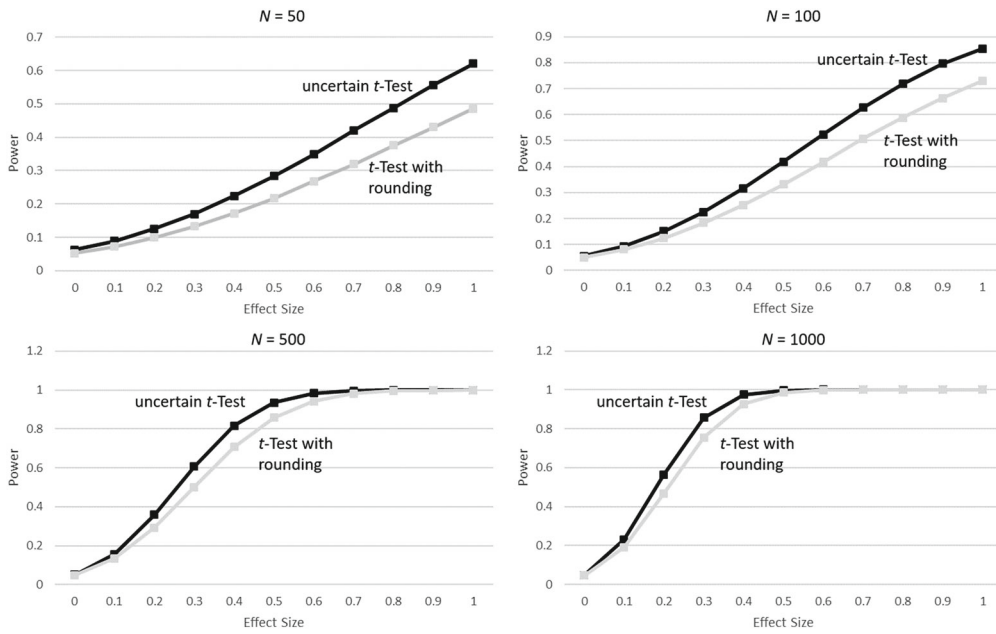 N = 50
0.7
0.6
0.5
0.4
0.3
0.2
0.1
0
Power
uncertain t-Test
t-Test with
rounding
0 0.1 0.2 0.3 0.4 0.5 0.6 0.7 0.8 0.9 1
Effect Size
N = 100
0.9
0.8
0.7
0.6
0.5
0.4
0.3
0.2
0.1
0
Power
uncertain t-Test
t-Test with
rounding
0 0.1 0.2 0.3 0.4 0.5 0.6 0.7 0.8 0.9 1
Effect Size
N = 500
1.2
1
0.8
0.6
0.4
0.2
0
Power
uncertain t-Test
t-Test with
rounding
0 0.1 0.2 0.3 0.4 0.5 0.6 0.7 0.8 0.9 1
Effect Size
N = 1000
1.2
1
0.8
0.6
0.4
0.2
0
Power
uncertain t-Test
t-Test with
rounding
0 0.1 0.2 0.3 0.4 0.5 0.6 0.7 0.8 0.9 1
Effect Size